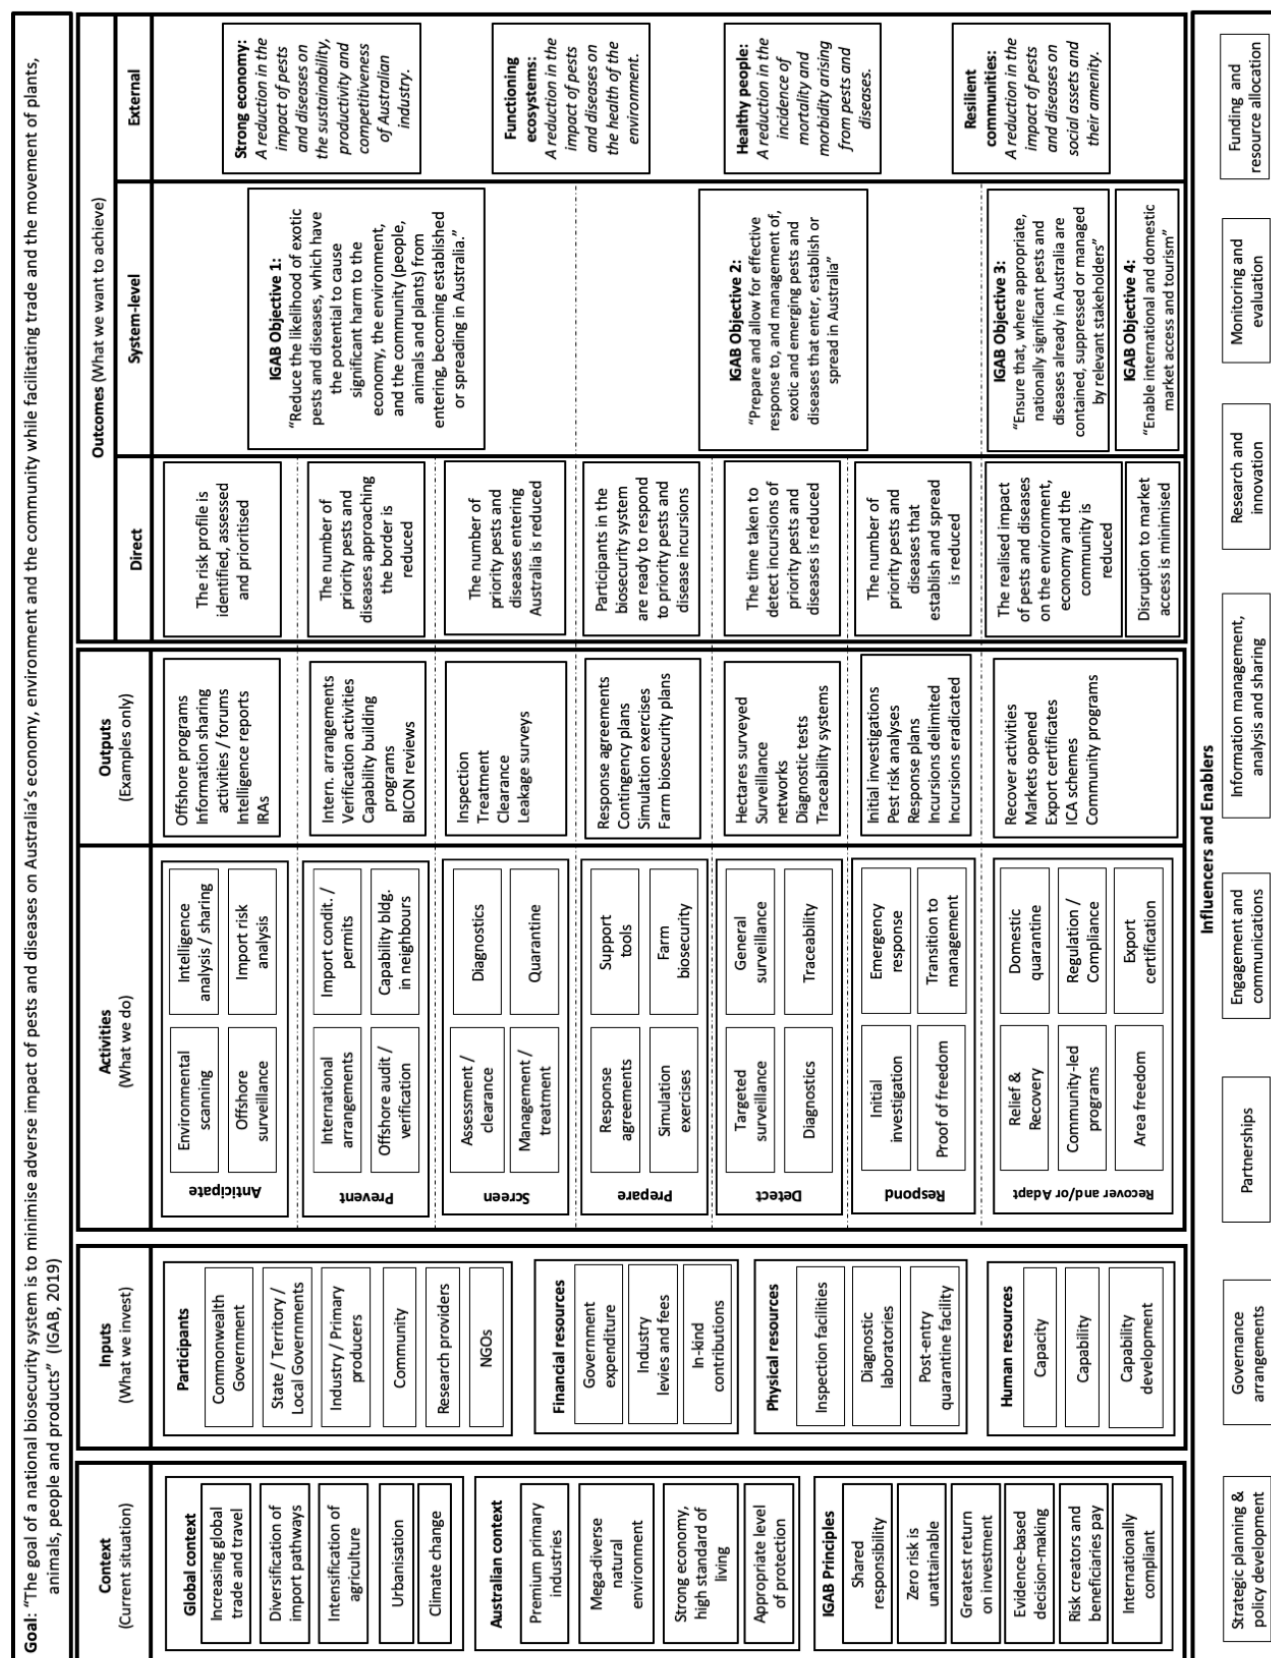 Goal: “The goal of a national biosecurity system is to minimise adverse impact of pests and diseases on Australia’s economy, environment and the community while facilitating trade and the movement of plants,
animals, people and products” (IGAB, 2019)
Context
(Current situation)
Global context
Increasing global
trade and travel
Diversification of
import pathways
Intensification of
agriculture
Urbanisation
Climate change
Australian context
Premium primary
industries
Mega-diverse
natural
environment
Strong economy,
high standard of
living
Appropriate level
of protection
IGAB Principles
Shared
responsibility
Zero risk is
unattainable
Greatest return
on investment
Evidence-based
decision-making
Risk creators and
beneficiaries pay
Internationally
compliant
Inputs
(What we invest)
Participants
Commonwealth
Government
State / Territory /
Local Governments
Industry / Primary
producers
Community
Research providers
NGOs
Financial resources
Government
expenditure
Industry
levies and fees
In-kind
contributions
Physical resources
Inspection facilities
Diagnostic
laboratories
Post-entry
quarantine facility
Human resources
Capacity
Capability
Capability
development
Activities
(What we do)
Anticipate
Environmental
scanning
Intelligence
analysis / sharing
Offshore
surveillance
Import risk
analysis
Prevent
International
arrangements
Import condit. /
permits
Offshore audit /
verification
Capability bldg.
in neighbours
Screen
Assessment /
clearance
Diagnostics
Management /
treatment
Quarantine
Prepare
Response
agreements
Support
tools
Simulation
exercises
Farm
biosecurity
Detect
Targeted
surveillance
General
surveillance
Diagnostics
Traceability
Respond
Initial
investigation
Emergency
response
Proof of freedom
Transition to
management
Recover and/or Adapt
Relief &
Recovery
Domestic
quarantine
Community-led
programs
Regulation /
Compliance
Area freedom
Export
certification
Outputs
(Examples only)
Offshore programs
Information sharing
activities / forums
Intelligence reports
IRAs
Intern. arrangements
Verification activities
Capability building
programs
BICON reviews
Inspection
Treatment
Clearance
Leakage surveys
Response agreements
Contingency plans
Simulation exercises
Farm biosecurity plans
Hectares surveyed
Surveillance
networks
Diagnostic tests
Traceability systems
Initial investigations
Pest risk analyses
Response plans
Incursions delimited
Incursions eradicated
Recover activities
Markets opened
Export certificates
ICA schemes
Community programs
Outcomes (What we want to achieve)
Direct
The risk profile is
identified, assessed
and prioritised
The number of
priority pests and
diseases approaching
the border is
reduced
The number of
priority pests and
diseases entering
Australia is reduced
Participants in the
biosecurity system
are ready to respond
to priority pests and
disease incursions
The time taken to
detect incursions of
priority pests and
diseases is reduced
The number of
priority pests and
diseases that
establish and spread
is reduced
The realised impact
of pests and diseases
on the environment,
economy and the
community is
reduced
Disruption to market
access is minimised
System-level
IGAB Objective 1:
“Reduce the likelihood of exotic
pests and diseases, which have
the potential to cause
significant harm to the
economy, the environment,
and the community (people,
animals and plants) from
entering, becoming established
or spreading in Australia.”
IGAB Objective 2:
“Prepare and allow for effective
response to, and management of,
exotic and emerging pests and
diseases that enter, establish or
spread in Australia”
IGAB Objective 3:
“Ensure that, where appropriate,
nationally significant pests and
diseases already in Australia are
contained, suppressed or managed
by relevant stakeholders”
IGAB Objective 4:
“Enable international and domestic
market access and tourism”
External
Strong economy:
A reduction in the
impact of pests
and diseases on
the sustainability,
productivity and
competitiveness
of Australian
industry.
Functioning
ecosystems:
A reduction in the
impact of pests
and diseases on
the health of the
environment.
Healthy people:
A reduction in the
incidence of
mortality and
morbidity arising
from pests and
diseases.
Resilient
communities:
A reduction in the
impact of pests
and diseases on
social assets and
their amenity.
Influencers and Enablers
Strategic planning &
policy development
Governance
arrangements
Partnerships
Engagement and
communications
Information management,
analysis and sharing
Research and
innovation
Monitoring and
evaluation
Funding and
resource allocation